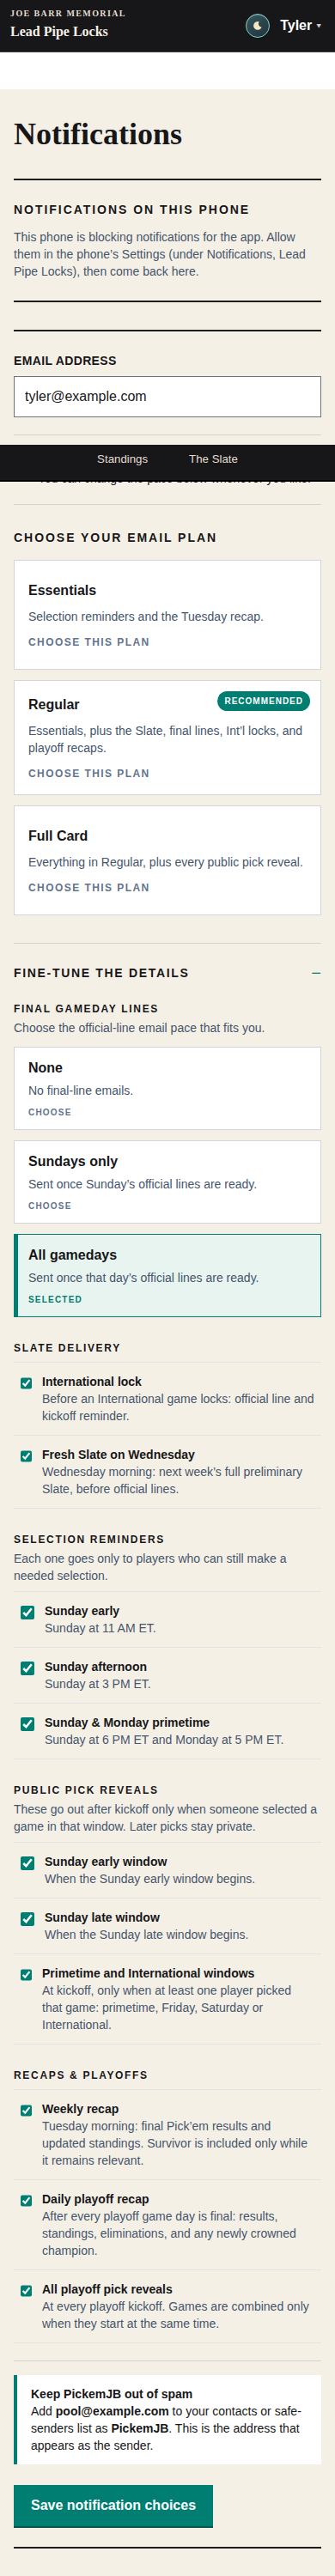 JOE BARR MEMORIAL
Lead Pipe Locks
Tyler
Notifications
NOTIFICATIONS ON THIS PHONE
This phone is blocking notifications for the app. Allow
them in the phone's Settings (under Notifications, Lead
Pipe Locks), then come back here.
EMAIL ADDRESS
tyler@example.com
Standings The Slate
CHOOSE YOUR EMAIL PLAN
Essentials
Selection reminders and the Tuesday recap.
CHOOSE THIS PLAN
Regular
RECOMMENDED
Essentials, plus the Slate, final lines, Int'l locks, and
playoff recaps.
CHOOSE THIS PLAN
Full Card
Everything in Regular, plus every public pick reveal.
CHOOSE THIS PLAN
FINE-TUNE THE DETAILS –
FINAL GAMEDAY LINES
Choose the official-line email pace that fits you.
None
No final-line emails.
CHOOSE
Sundays only
Sent once Sunday's official lines are ready.
CHOOSE
All gamedays
Sent once that day's official lines are ready.
SELECTED
SLATE DELIVERY
International lock
Before an International game locks: official line and
kickoff reminder.
Fresh Slate on Wednesday
Wednesday morning: next week's full preliminary
Slate, before official lines.
SELECTION REMINDERS
Each one goes only to players who can still make a
needed selection.
Sunday early
Sunday at 11 AM ET.
Sunday afternoon
Sunday at 3 PM ET.
Sunday & Monday primetime
Sunday at 6 PM ET and Monday at 5 PM ET.
PUBLIC PICK REVEALS
These go out after kickoff only when someone selected a
game in that window. Later picks stay private.
Sunday early window
When the Sunday early window begins.
Sunday late window
When the Sunday late window begins.
Primetime and International windows
At kickoff, only when at least one player picked
that game: primetime, Friday, Saturday or
International.
RECAPS & PLAYOFFS
Weekly recap
Tuesday morning: final Pick'em results and
updated standings. Survivor is included only while
it remains relevant.
Daily playoff recap
After every playoff game day is final: results,
standings, eliminations, and any newly crowned
champion.
All playoff pick reveals
At every playoff kickoff. Games are combined only
when they start at the same time.
Keep PickemJB out of spam
Add pool@example.com to your contacts or safe-
senders list as PickemJB. This is the address that
appears as the sender.
Save notification choices